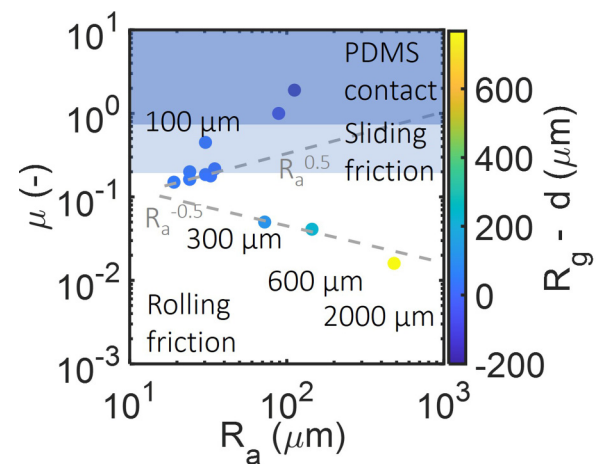 10^1
10^0
10^-1
10^-2
10^-3
μ (-)
PDMS
contact
100 μm
Sliding
friction
R_a^0.5
R_a^-0.5
300 μm
600 μm
2000 μm
Rolling
friction
10^1
10^2
10^3
R_a (μm)
600
400
200
0
-200
R_g - d (μm)